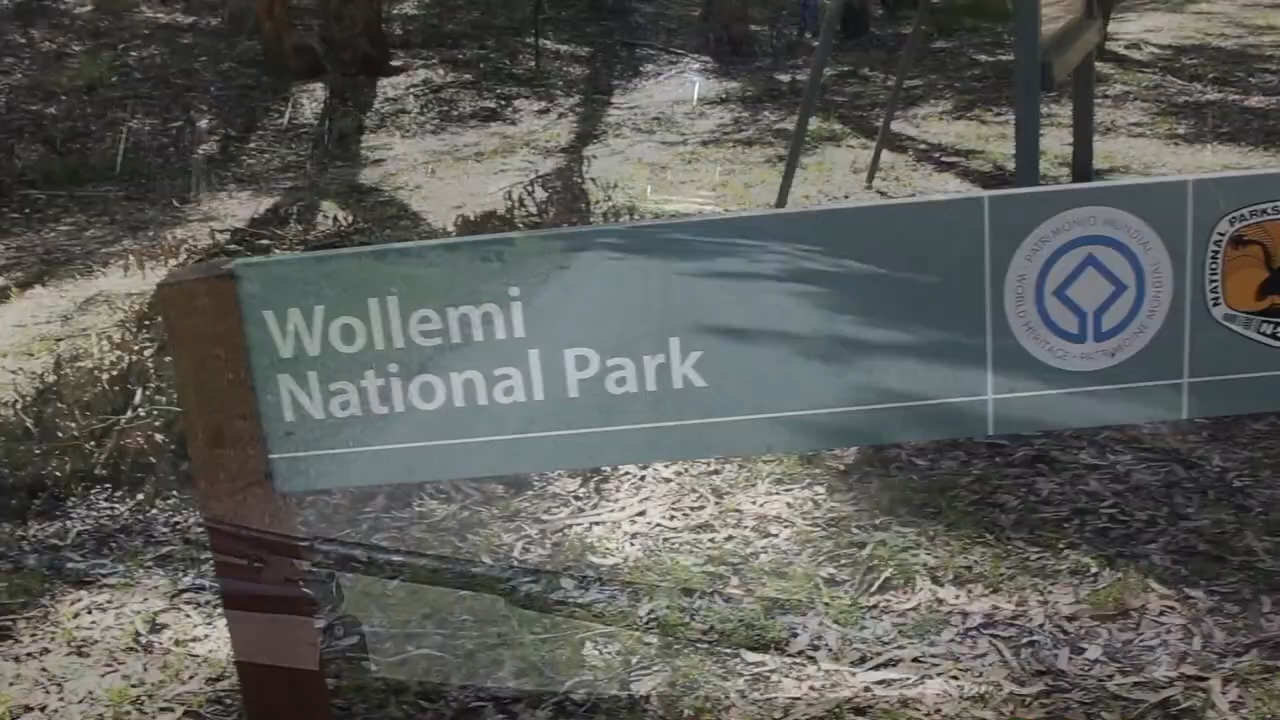 Wollemi
National Park
PATRIMONIO MUNDIAL
WORLD HERITAGE • PATRIMOINE MONDIAL
NATIONAL PARKS